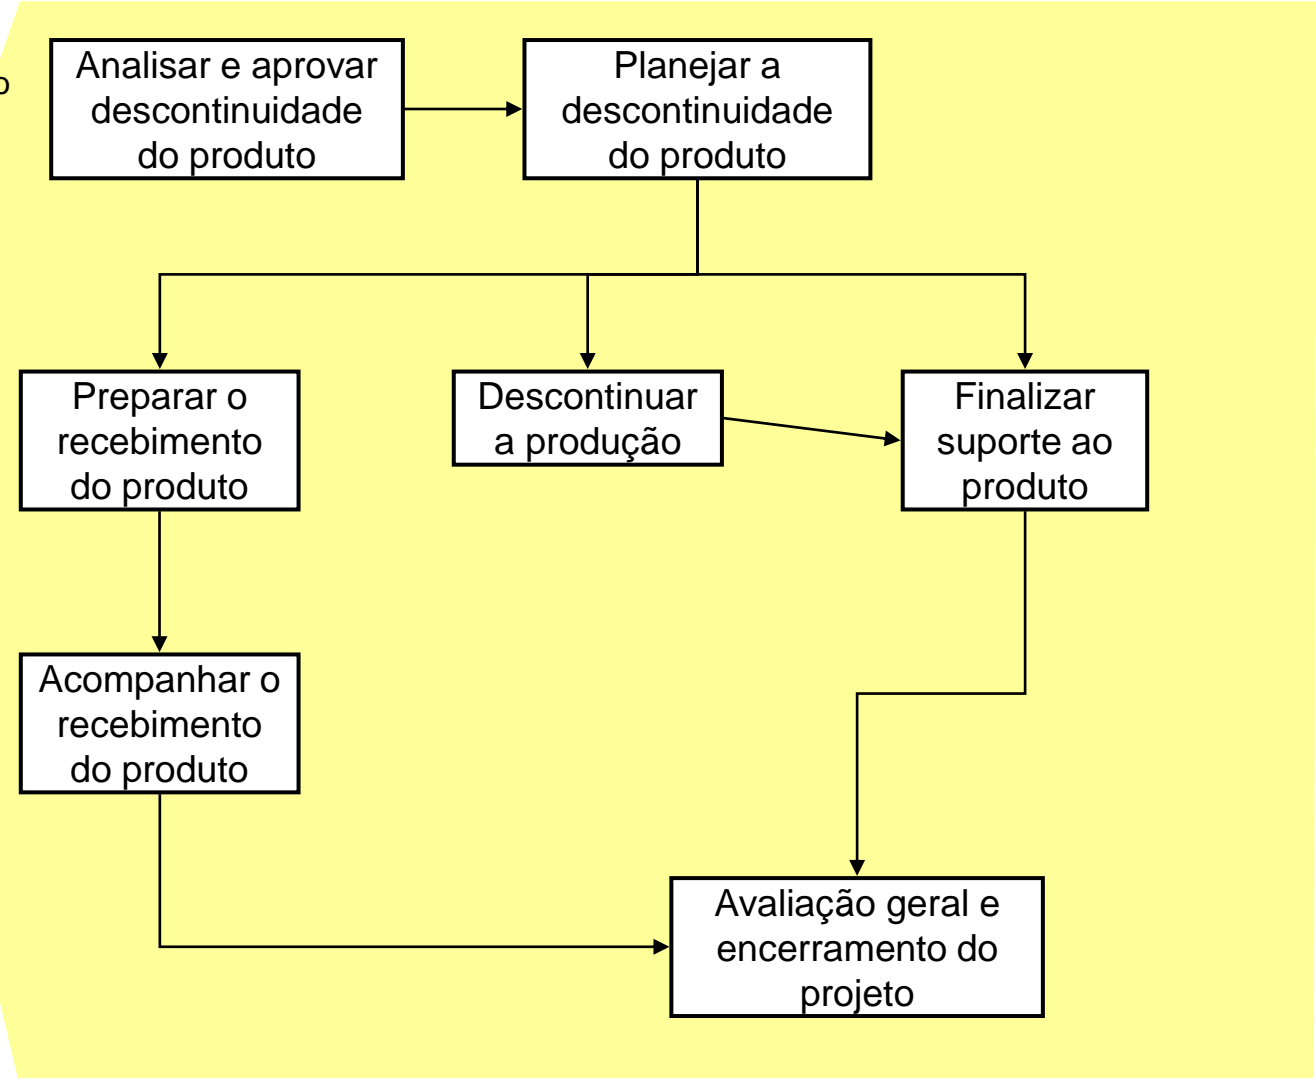 Analisar e aprovar
descontinuidade
do produto
Planejar a
descontinuidade
do produto
Preparar o
recebimento
do produto
Descontinuar
a produção
Finalizar
suporte ao
produto
Acompanhar o
recebimento
do produto
Avaliação geral e
encerramento do
projeto